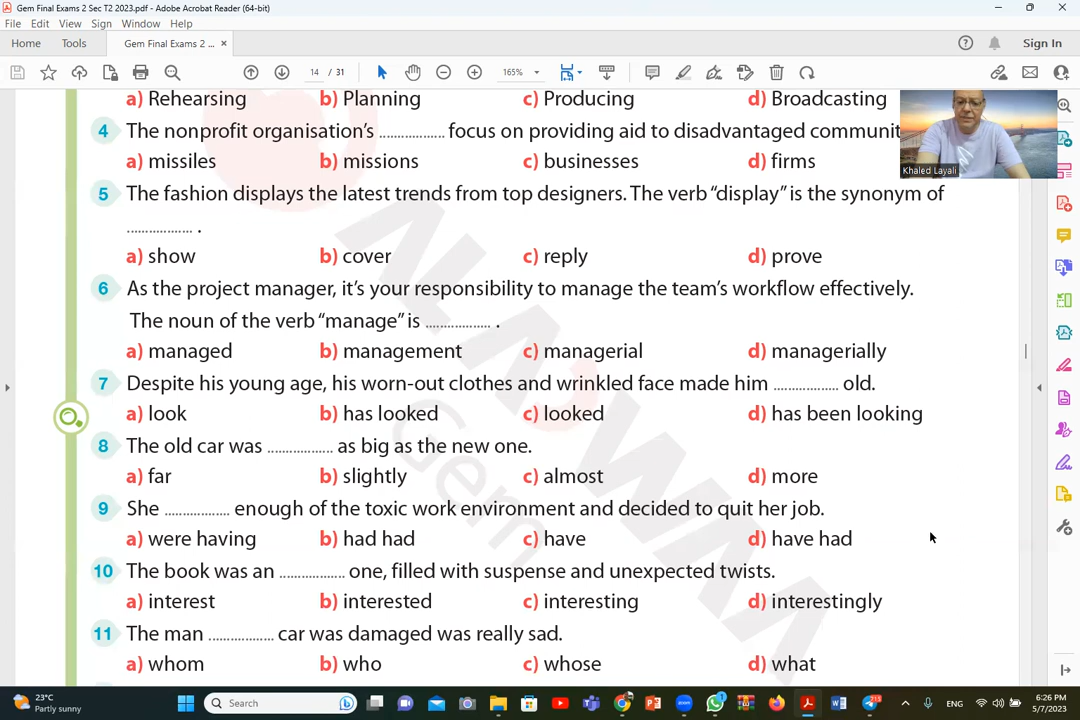 Gem Final Exams 2 Sec T2 2023.pdf - Adobe Acrobat Reader (64-bit)
File Edit View Sign Window Help
Home Tools Gem Final Exams 2 ... × Sign In
14 / 31 165%
a) Rehearsing b) Planning c) Producing d) Broadcasting
4 The nonprofit organisation's .................. focus on providing aid to disadvantaged communit
a) missiles b) missions c) businesses d) firms
Khaled Layali
5 The fashion displays the latest trends from top designers. The verb "display" is the synonym of
.................. .
a) show b) cover c) reply d) prove
6 As the project manager, it's your responsibility to manage the team's workflow effectively.
The noun of the verb "manage" is .................. .
a) managed b) management c) managerial d) managerially
7 Despite his young age, his worn-out clothes and wrinkled face made him .................. old.
a) look b) has looked c) looked d) has been looking
8 The old car was .................. as big as the new one.
a) far b) slightly c) almost d) more
9 She .................. enough of the toxic work environment and decided to quit her job.
a) were having b) had had c) have d) have had
10 The book was an .................. one, filled with suspense and unexpected twists.
a) interest b) interested c) interesting d) interestingly
11 The man .................. car was damaged was really sad.
a) whom b) who c) whose d) what
ALADWAA
Gem
23°C
Partly sunny
Search
ENG
6:26 PM
5/7/2023